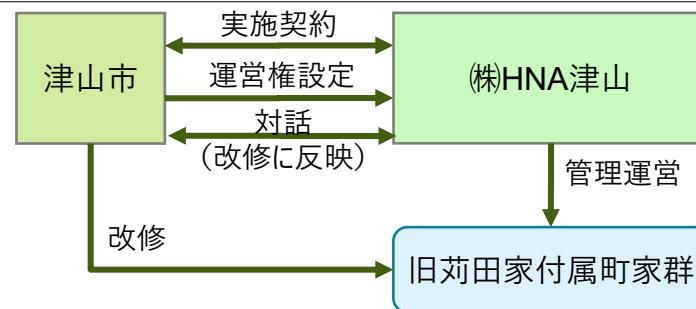 実施契約
津山市
運営権設定
㈱HNA津山
対話
（改修に反映）
管理運営
改修
旧苅田家付属町家群